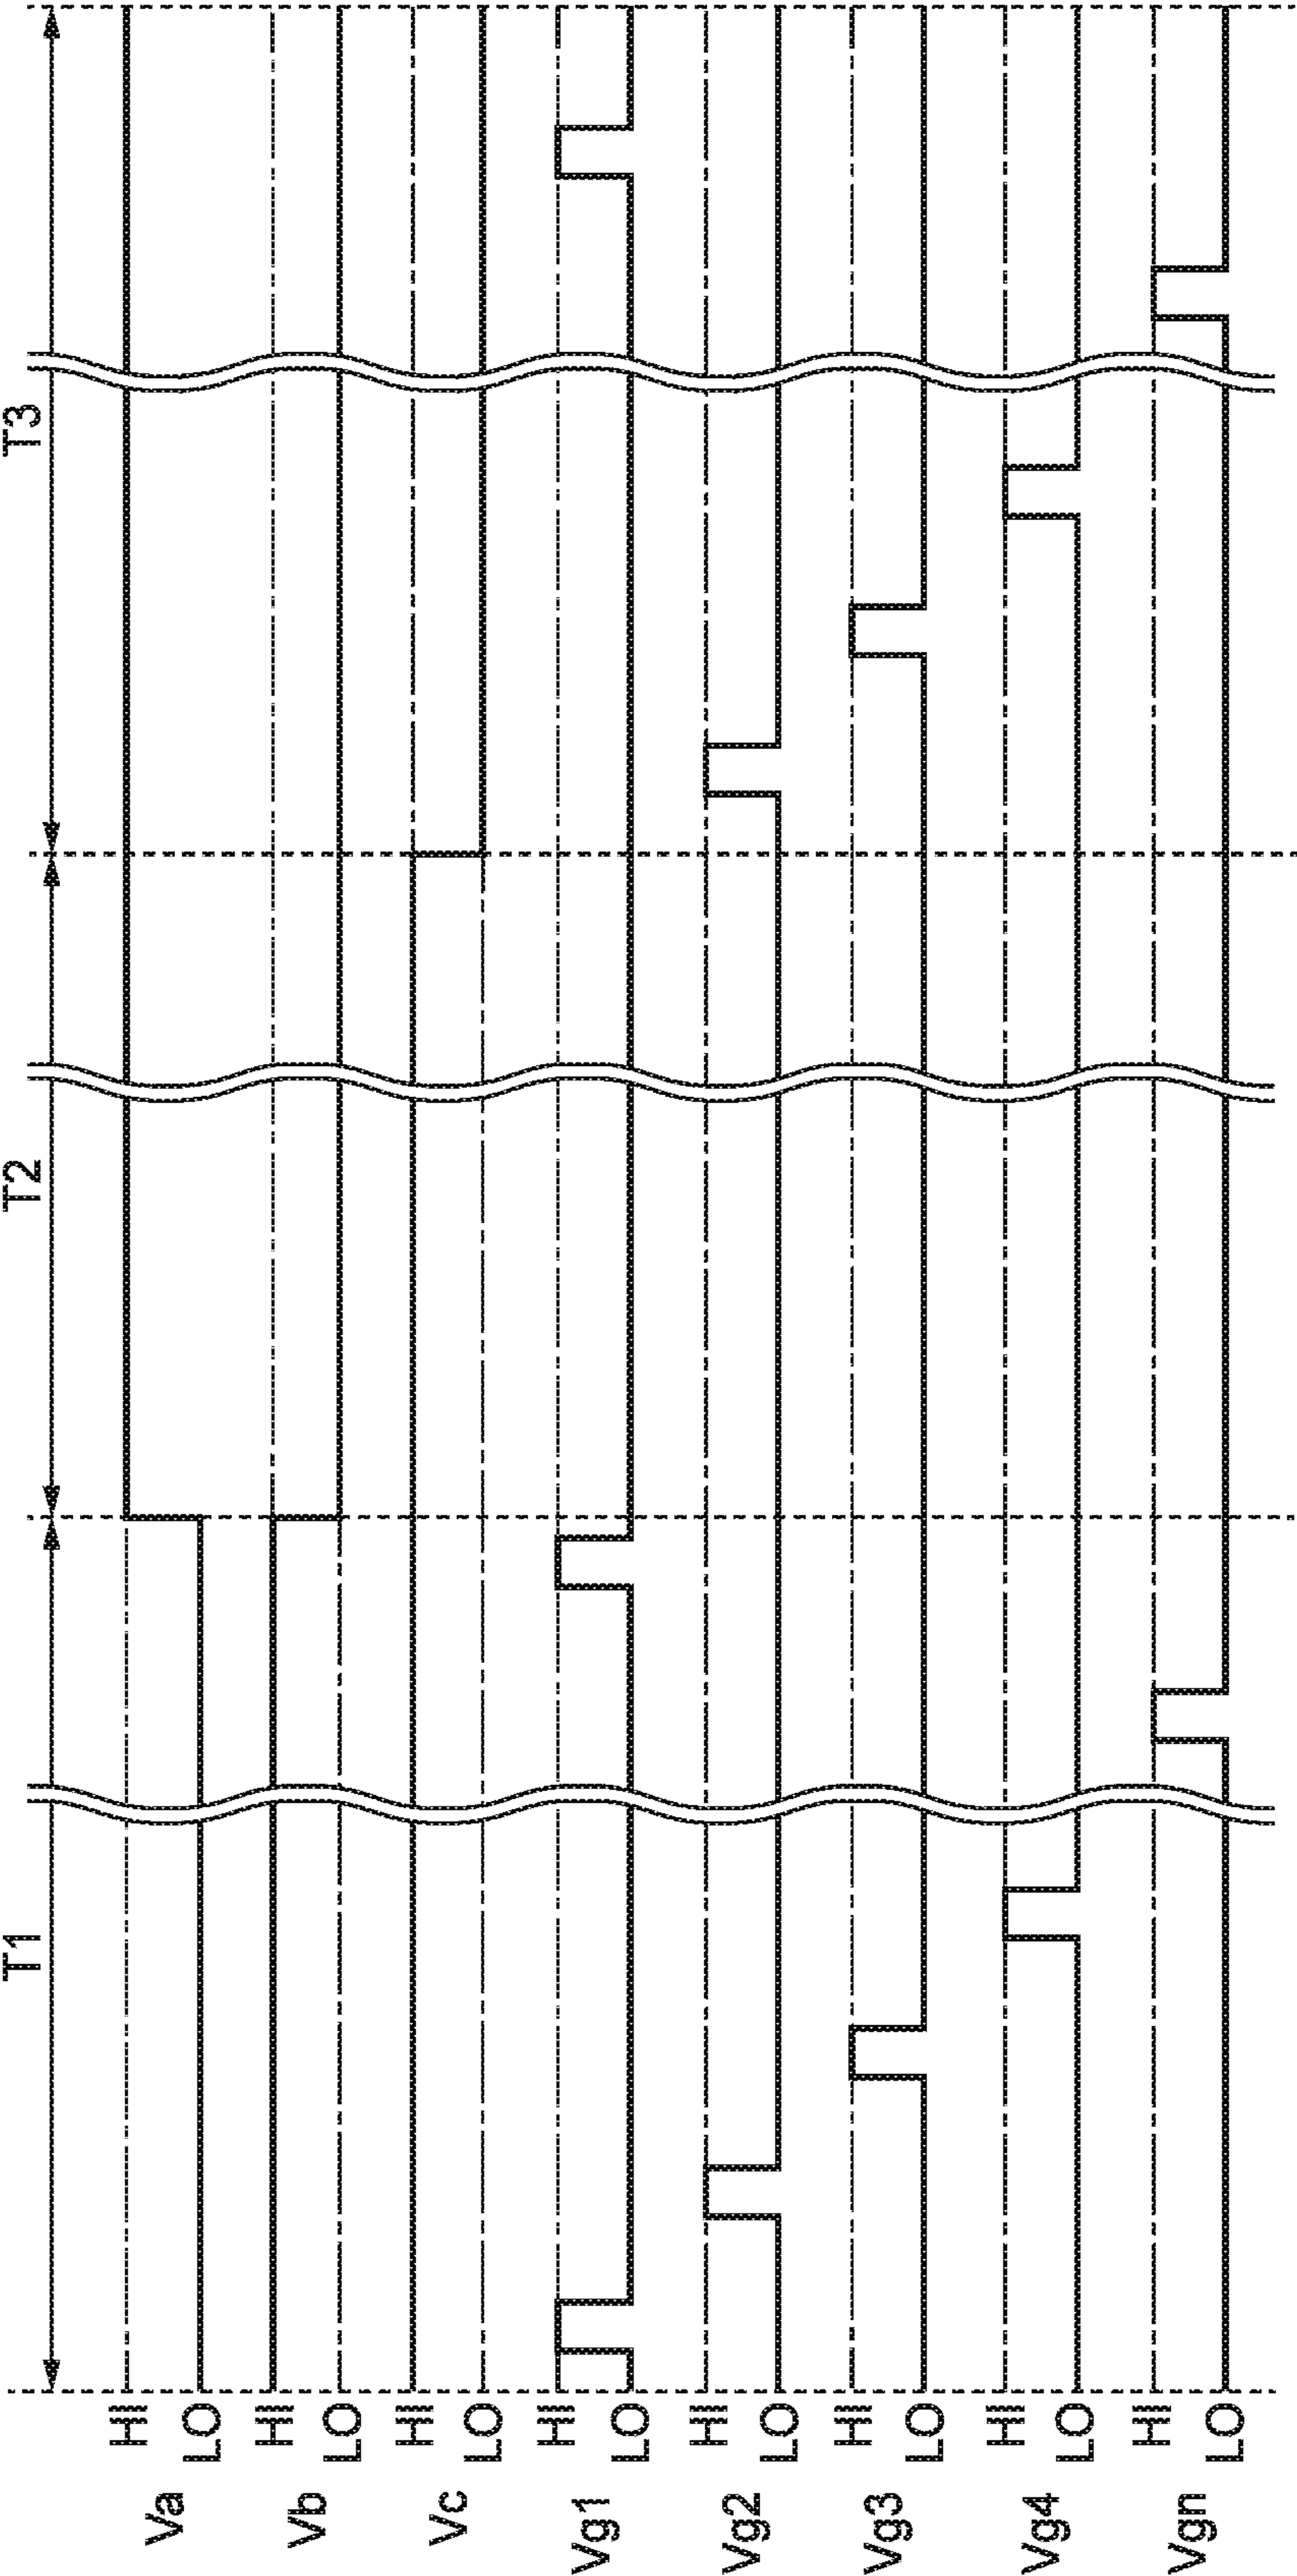 T1 T2 T3
Va HI
LO
Vb HI
LO
Vc HI
LO
Vg1 HI
LO
Vg2 HI
LO
Vg3 HI
LO
Vg4 HI
LO
Vgn HI
LO